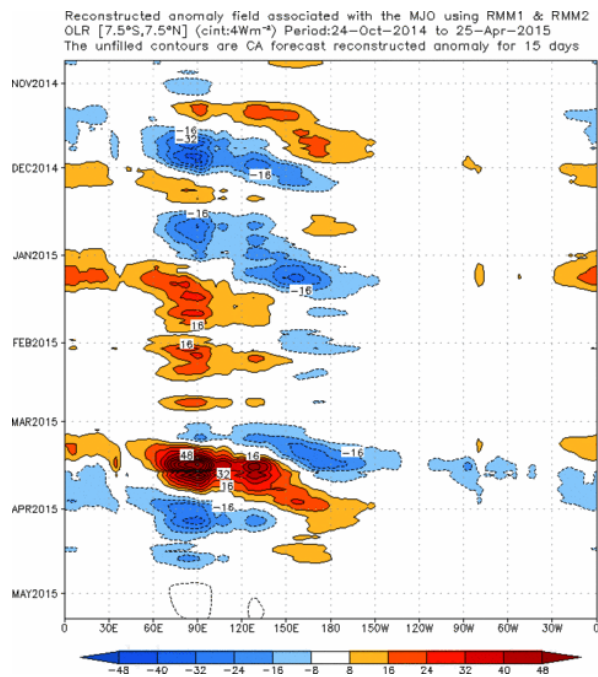 Reconstructed anomaly field associated with the MJO using RMM1 & RMM2
OLR [7.5°S,7.5°N] (cint:4Wm⁻²) Period:24-Oct-2014 to 25-Apr-2015
The unfilled contours are CA forecast reconstructed anomaly for 15 days
NOV2014
-16
-32
DEC2014
-16
-16
JAN2015
-16
16
FEB2015
16
MAR2015
48
16
-16
32
16
APR2015
-16
MAY2015
0 30E 60E 90E 120E 150E 180 150W 120W 90W 60W 30W 0
-48 -40 -32 -24 -16 -8 8 16 24 32 40 48